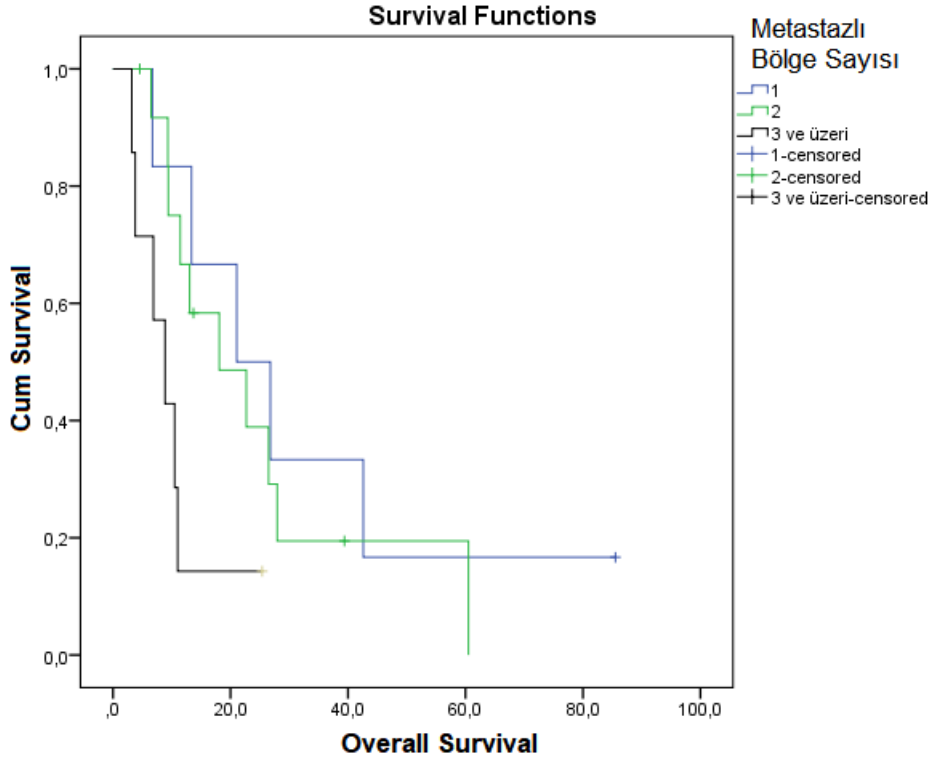 Survival Functions
Metastazlı
Bölge Sayısı
1
2
3 ve üzeri
1-censored
2-censored
3 ve üzeri-censored
Cum Survival
1,0
0,8
0,6
0,4
0,2
0,0
,0 20,0 40,0 60,0 80,0 100,0
Overall Survival